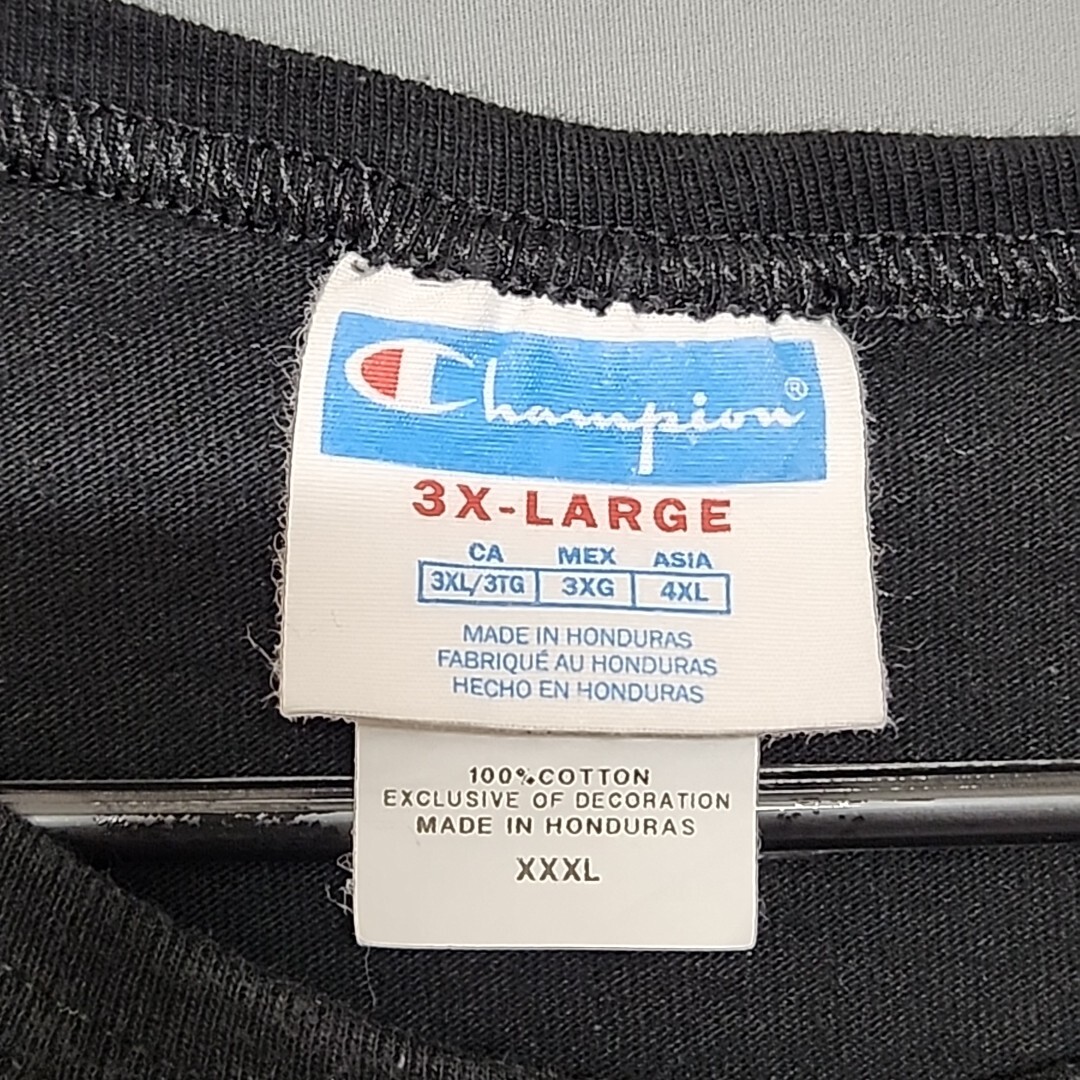 Champion®
3X-LARGE
CA MEX ASIA
3XL/3TG 3XG 4XL
MADE IN HONDURAS
FABRIQUÉ AU HONDURAS
HECHO EN HONDURAS
100% COTTON
EXCLUSIVE OF DECORATION
MADE IN HONDURAS
XXXL